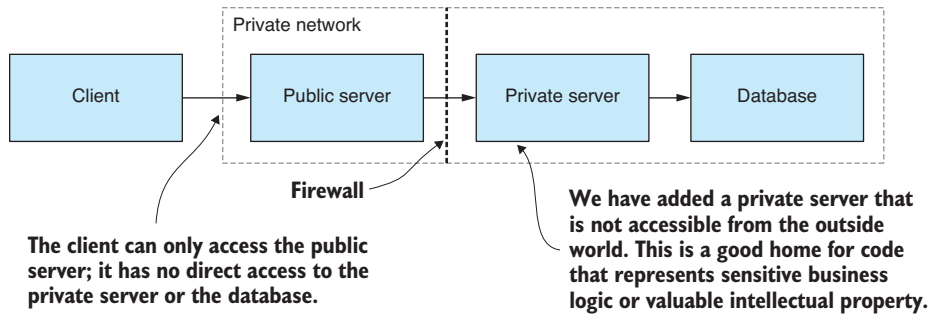 Private network
Client
Public server
Private server
Database
Firewall
The client can only access the public
server; it has no direct access to the
private server or the database.
We have added a private server that
is not accessible from the outside
world. This is a good home for code
that represents sensitive business
logic or valuable intellectual property.